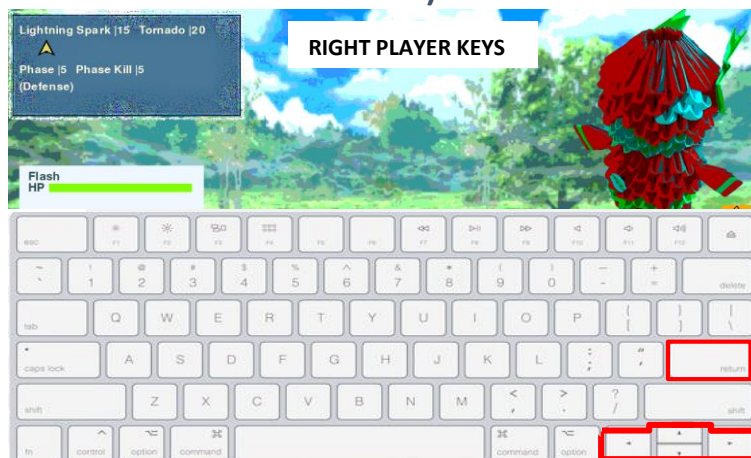 Lightning Spark |15 Tornado |20
RIGHT PLAYER KEYS
Phase |5 Phase Kill |5
(Defense)
Flash
HP
esc F1 F2 F3 F4 F5 F6 F7 F8 F9 F10 F11 F12
~ ! @ # $ % ^ & * ( ) — +
` 1 2 3 4 5 6 7 8 9 0 - = delete
tab Q W E R T Y U I O P { [ } ] | \
caps lock A S D F G H J K L : ; " ' return
shift Z X C V B N M < , > . ? / shift
fn control option command command option